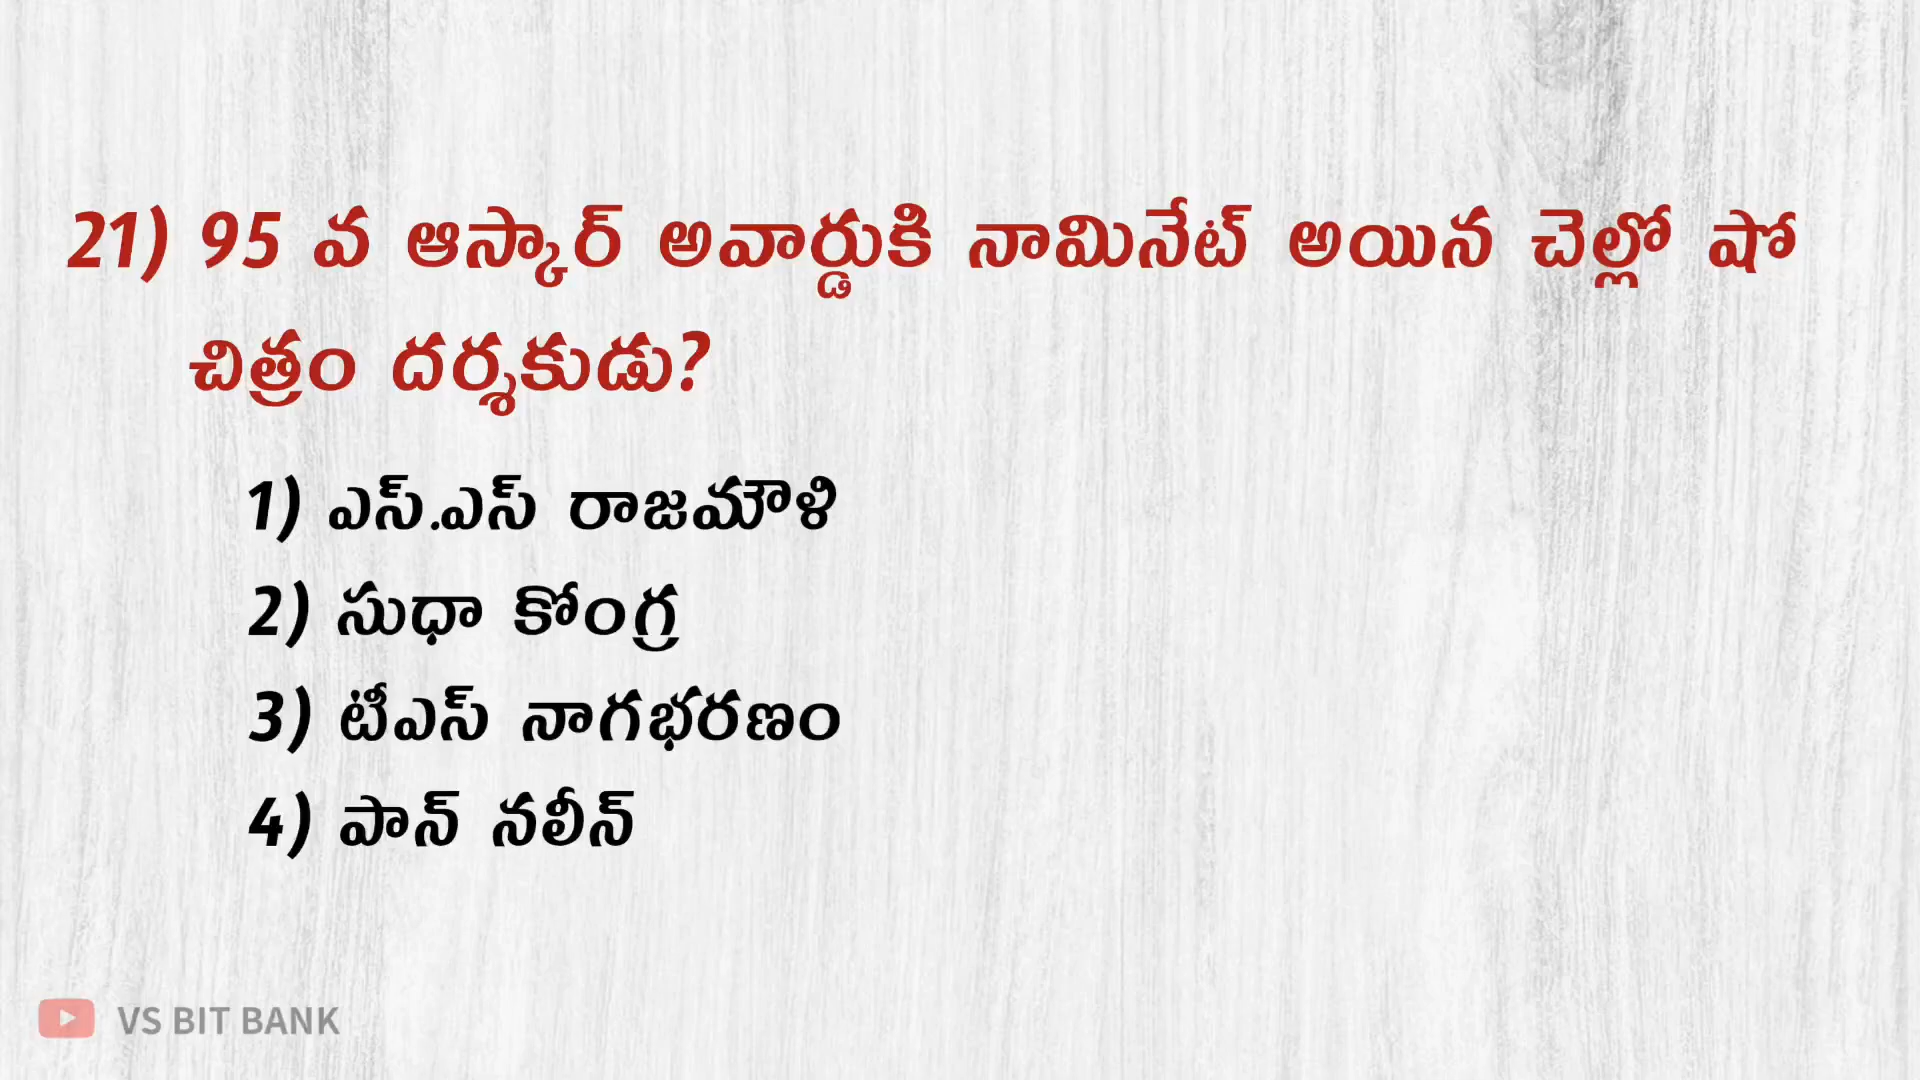 21) 95 వ ఆస్కార్ అవార్డుకి నామినేట్ అయిన చెల్లో షో
చిత్రం దర్శకుడు?
1) ఎస్.ఎస్ రాజమౌళి
2) సుధా కోంగ్ర
3) టీఎస్ నాగభరణం
4) పాన్ నలీన్
VS BIT BANK